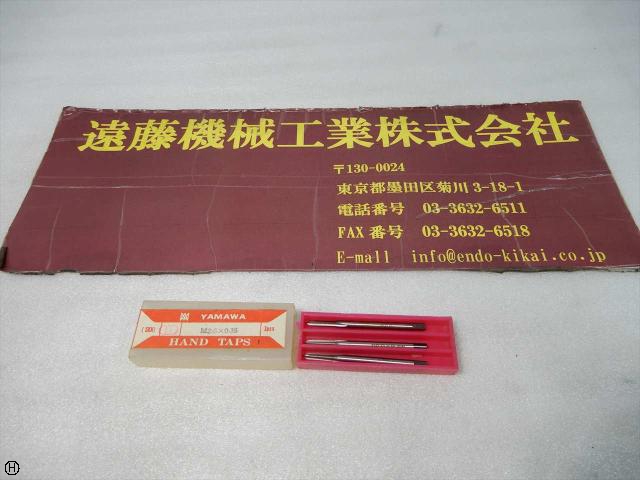 遠藤機械工業株式会社
〒130-0024
東京都墨田区菊川 3-18-1
電話番号 03-3632-6511
FAX 番号 03-3632-6518
E-mall info@endo-kikai.co.jp
YAMAWA
(SKS)
HAND TAPS
H